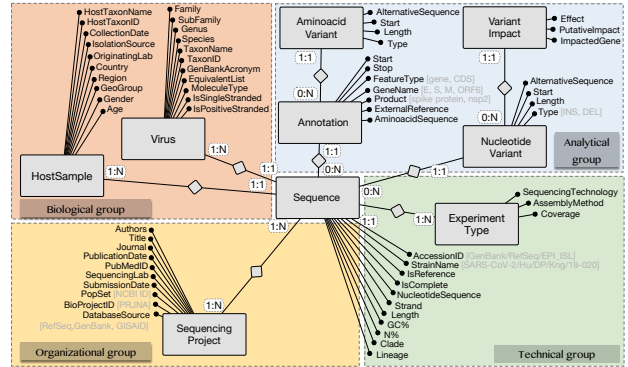 HostTaxonName
HostTaxonID
CollectionDate
IsolationSource
OriginatingLab
Country
Region
GeoGroup
Gender
Age
HostSample
1:N
1:1
Family
SubFamily
Genus
Species
TaxonName
TaxonID
GenBankAcronym
EquivalentList
MoleculeType
IsSingleStranded
IsPositiveStranded
Virus
1:N
1:1
Biological group
Aminoacid
Variant
AlternativeSequence
Start
Length
Type
1:1
0:N
Variant
Impact
Effect
PutativeImpact
ImpactedGene
1:1
0:N
Annotation
Start
Stop
FeatureType [gene, CDS]
GeneName [E, S, M, ORF6]
Product [spike protein, nsp2]
ExternalReference
AminoacidSequence
1:1
0:N
Nucleotide
Variant
AlternativeSequence
Start
Length
Type [INS, DEL]
1:1
0:N
Analytical
group
Sequence
1:1
1:N
Experiment
Type
SequencingTechnology
AssemblyMethod
Coverage
AccessionID [GenBank/RefSeq/EPI_ISL]
StrainName [SARS-CoV-2/Hu/DP/Kng/19-020]
IsReference
IsComplete
NucleotideSequence
Strand
Length
GC%
N%
Clade
Lineage
Technical group
1:N
1:N
Authors
Title
Journal
PublicationDate
PubMedID
SequencingLab
SubmissionDate
PopSet [NCBI ID]
BioProjectID [PRJNA]
DatabaseSource
[RefSeq,GenBank, GISAID]
Sequencing
Project
Organizational group